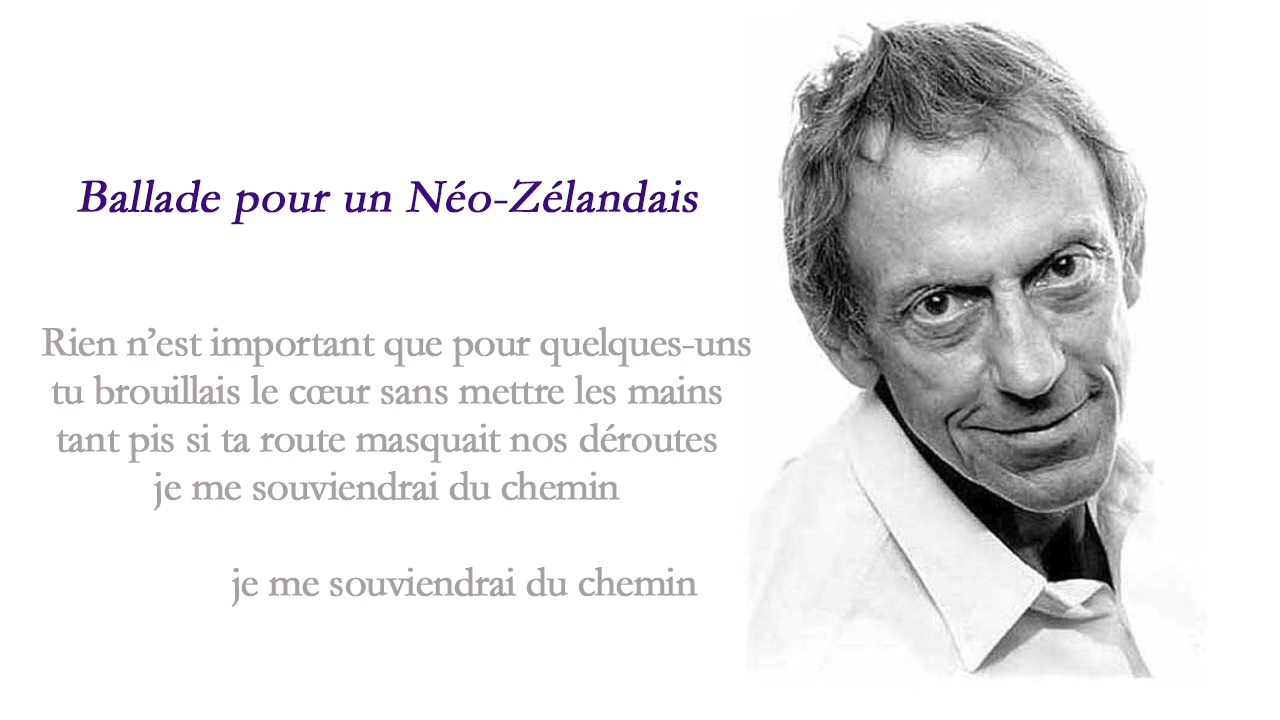 Ballade pour un Néo-Zélandais
Rien n’est important que pour quelques-uns
tu brouillais le cœur sans mettre les mains
tant pis si ta route masquait nos déroutes
je me souviendrai du chemin
je me souviendrai du chemin